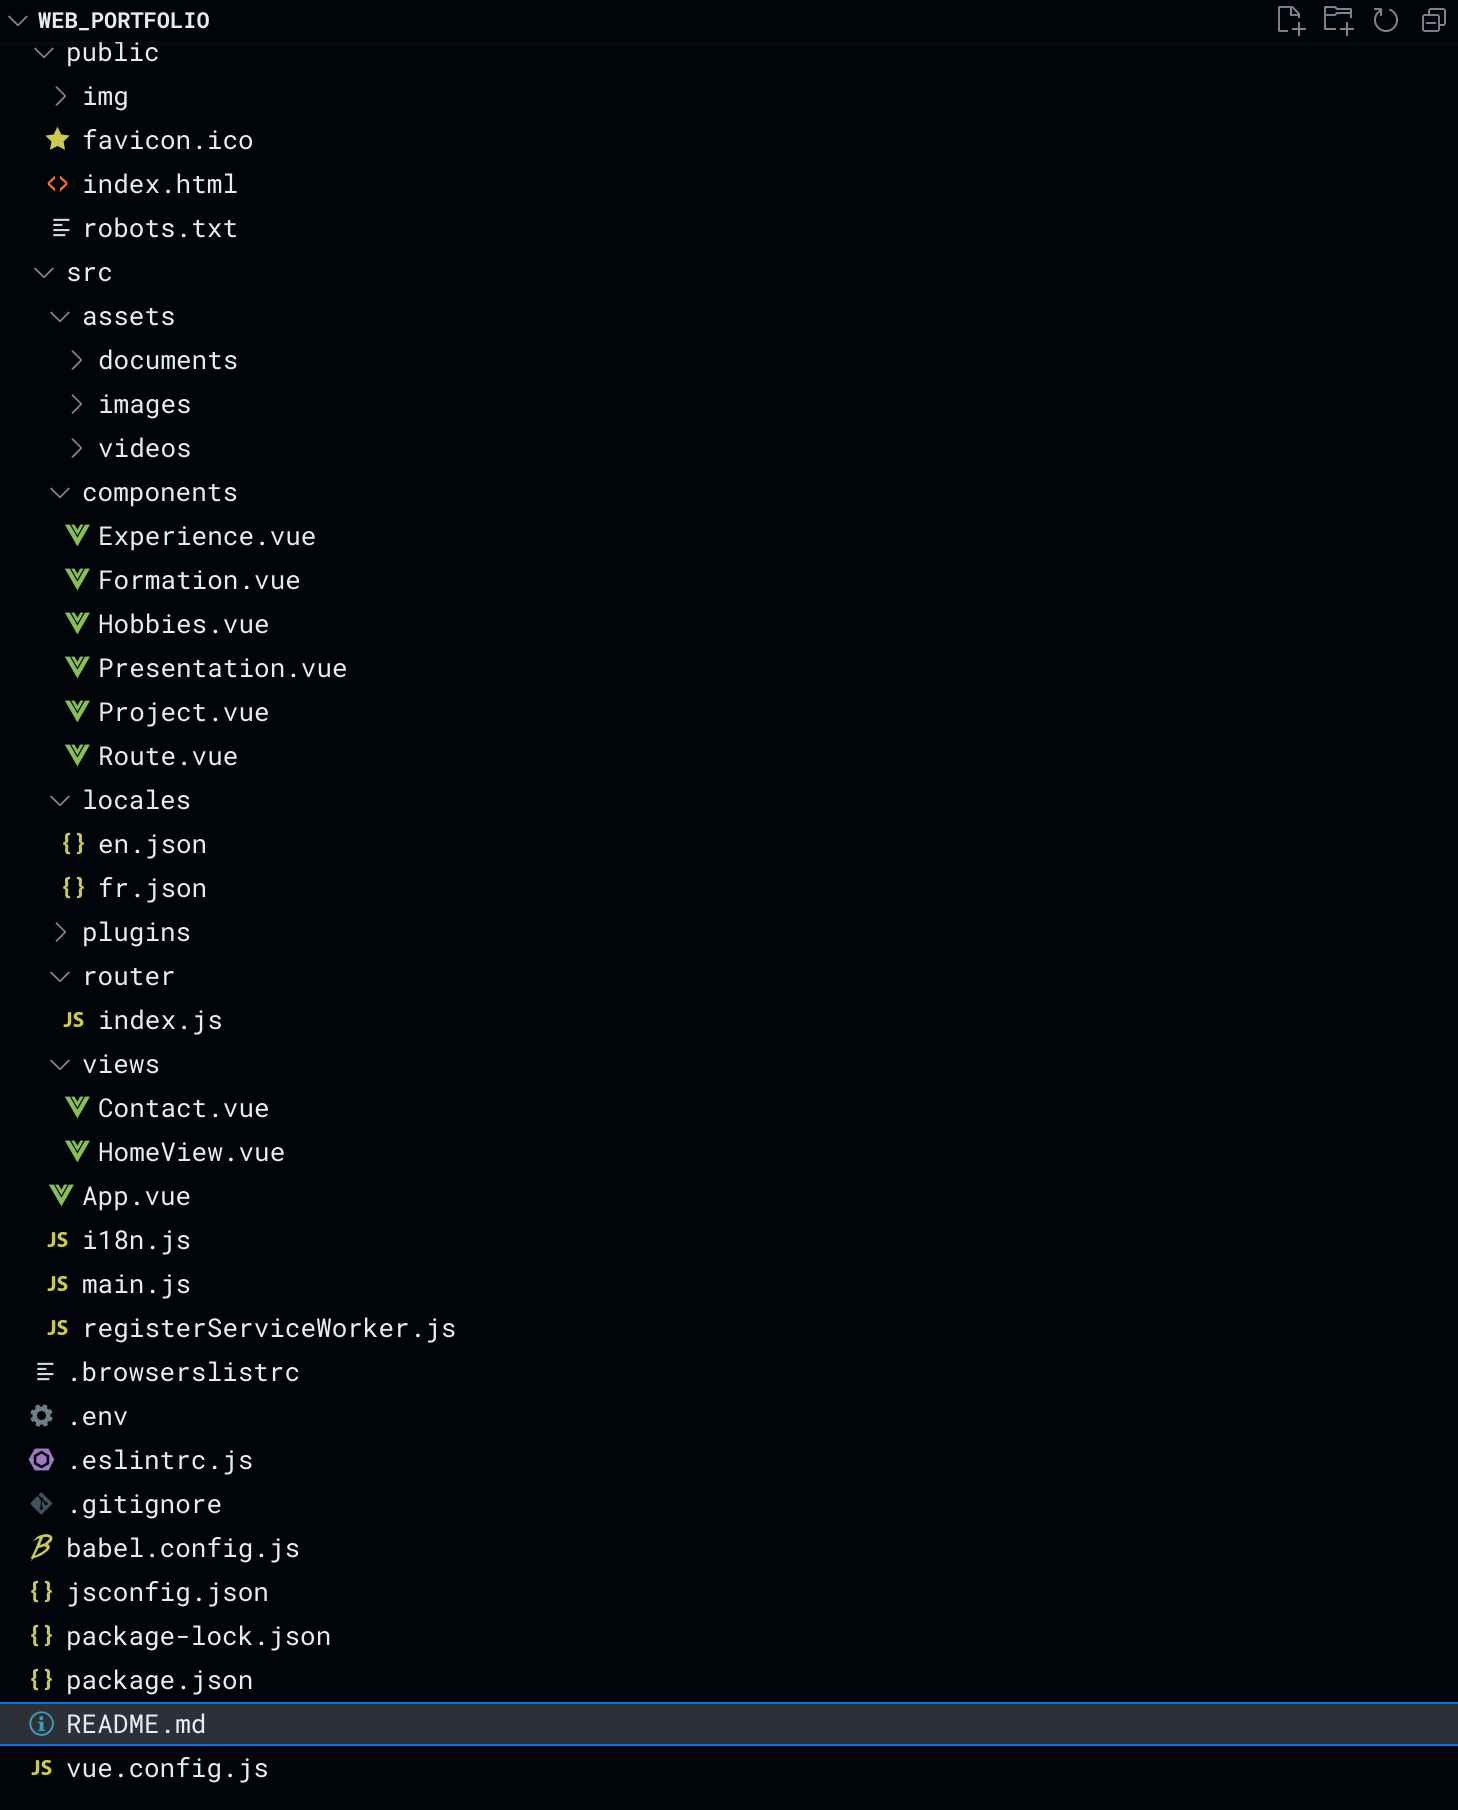 WEB_PORTFOLIO
public
img
favicon.ico
index.html
robots.txt
src
assets
documents
images
videos
components
Experience.vue
Formation.vue
Hobbies.vue
Presentation.vue
Project.vue
Route.vue
locales
{} en.json
{} fr.json
plugins
router
JS index.js
views
Contact.vue
HomeView.vue
App.vue
JS i18n.js
JS main.js
JS registerServiceWorker.js
.browserslistrc
.env
.eslintrc.js
.gitignore
babel.config.js
{} jsconfig.json
{} package-lock.json
{} package.json
README.md
JS vue.config.js